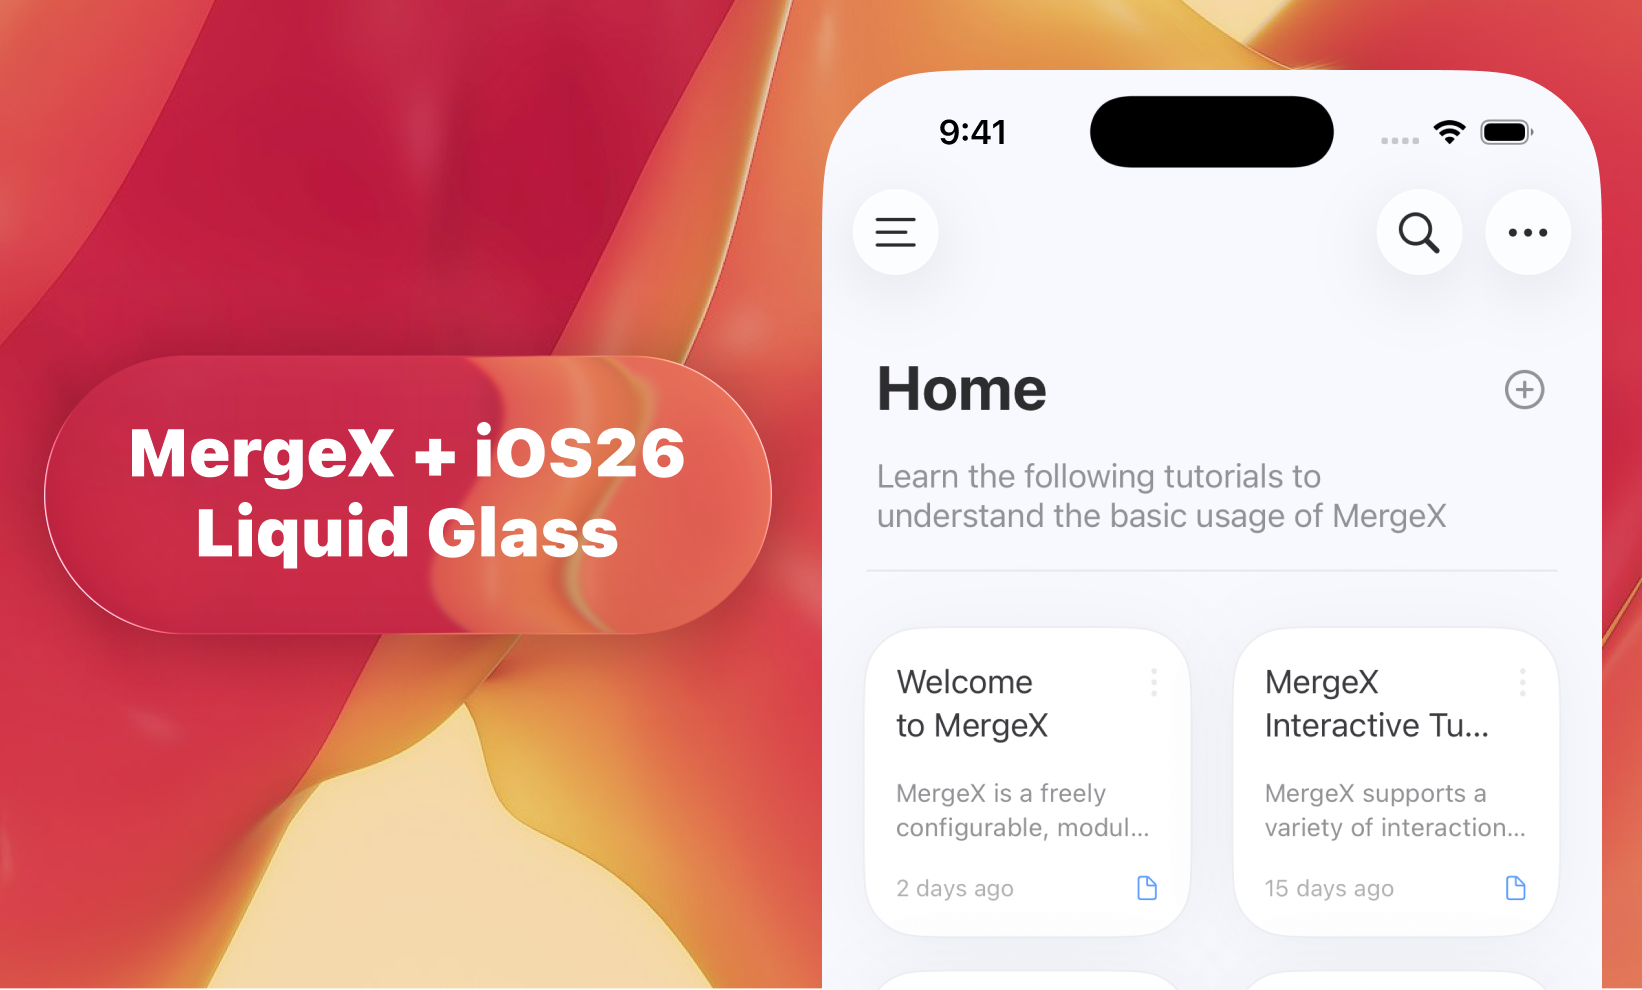 MergeX + iOS26
Liquid Glass
9:41
Home
Learn the following tutorials to
understand the basic usage of MergeX
Welcome
to MergeX
MergeX is a freely
configurable, modul...
2 days ago
MergeX
Interactive Tu...
MergeX supports a
variety of interaction...
15 days ago